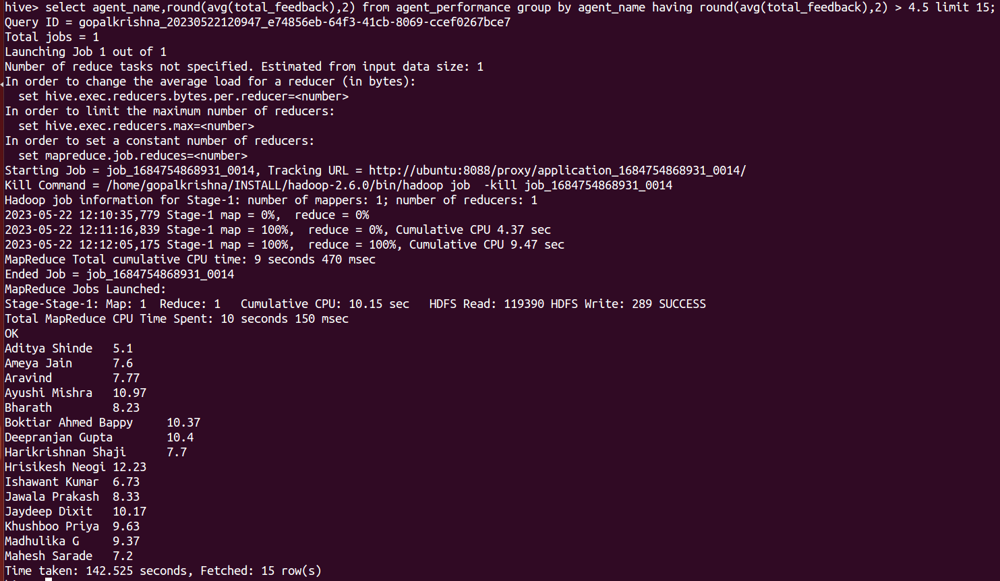 hive> select agent_name,round(avg(total_feedback),2) from agent_performance group by agent_name having round(avg(total_feedback),2) > 4.5 limit 15;
Query ID = gopalkrishna_20230522120947_e74856eb-64f3-41cb-8069-ccef0267bce7
Total jobs = 1
Launching Job 1 out of 1
Number of reduce tasks not specified. Estimated from input data size: 1
In order to change the average load for a reducer (in bytes):
  set hive.exec.reducers.bytes.per.reducer=<number>
In order to limit the maximum number of reducers:
  set hive.exec.reducers.max=<number>
In order to set a constant number of reducers:
  set mapreduce.job.reduces=<number>
Starting Job = job_1684754868931_0014, Tracking URL = http://ubuntu:8088/proxy/application_1684754868931_0014/
Kill Command = /home/gopalkrishna/INSTALL/hadoop-2.6.0/bin/hadoop job  -kill job_1684754868931_0014
Hadoop job information for Stage-1: number of mappers: 1; number of reducers: 1
2023-05-22 12:10:35,779 Stage-1 map = 0%,  reduce = 0%
2023-05-22 12:11:16,839 Stage-1 map = 100%,  reduce = 0%, Cumulative CPU 4.37 sec
2023-05-22 12:12:05,175 Stage-1 map = 100%,  reduce = 100%, Cumulative CPU 9.47 sec
MapReduce Total cumulative CPU time: 9 seconds 470 msec
Ended Job = job_1684754868931_0014
MapReduce Jobs Launched:
Stage-Stage-1: Map: 1  Reduce: 1   Cumulative CPU: 10.15 sec   HDFS Read: 119390 HDFS Write: 289 SUCCESS
Total MapReduce CPU Time Spent: 10 seconds 150 msec
OK
Aditya Shinde   5.1
Ameya Jain      7.6
Aravind         7.77
Ayushi Mishra   10.97
Bharath         8.23
Boktiar Ahmed Bappy     10.37
Deepranjan Gupta        10.4
Harikrishnan Shaji      7.7
Hrisikesh Neogi 12.23
Ishawant Kumar  6.73
Jawala Prakash  8.33
Jaydeep Dixit   10.17
Khushboo Priya  9.63
Madhulika G     9.37
Mahesh Sarade   7.2
Time taken: 142.525 seconds, Fetched: 15 row(s)